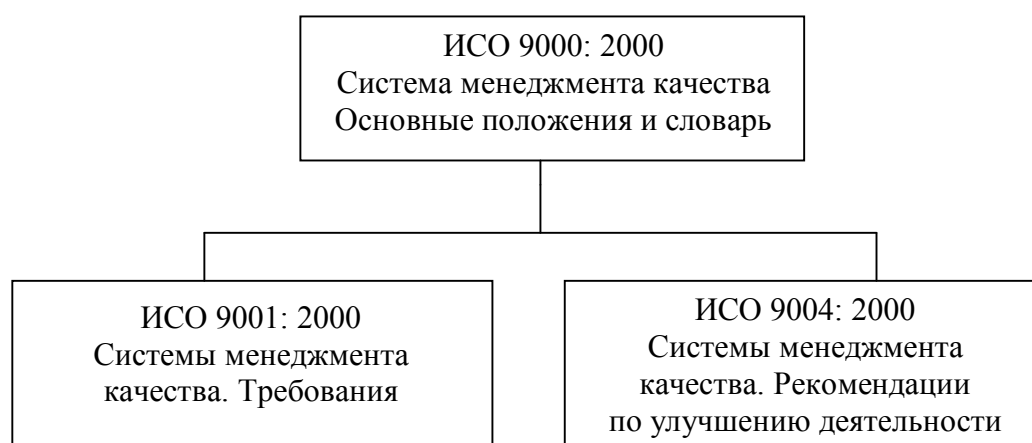 ИСО 9000: 2000
Система менеджмента качества
Основные положения и словарь
ИСО 9001: 2000
Системы менеджмента
качества. Требования
ИСО 9004: 2000
Системы менеджмента
качества. Рекомендации
по улучшению деятельности